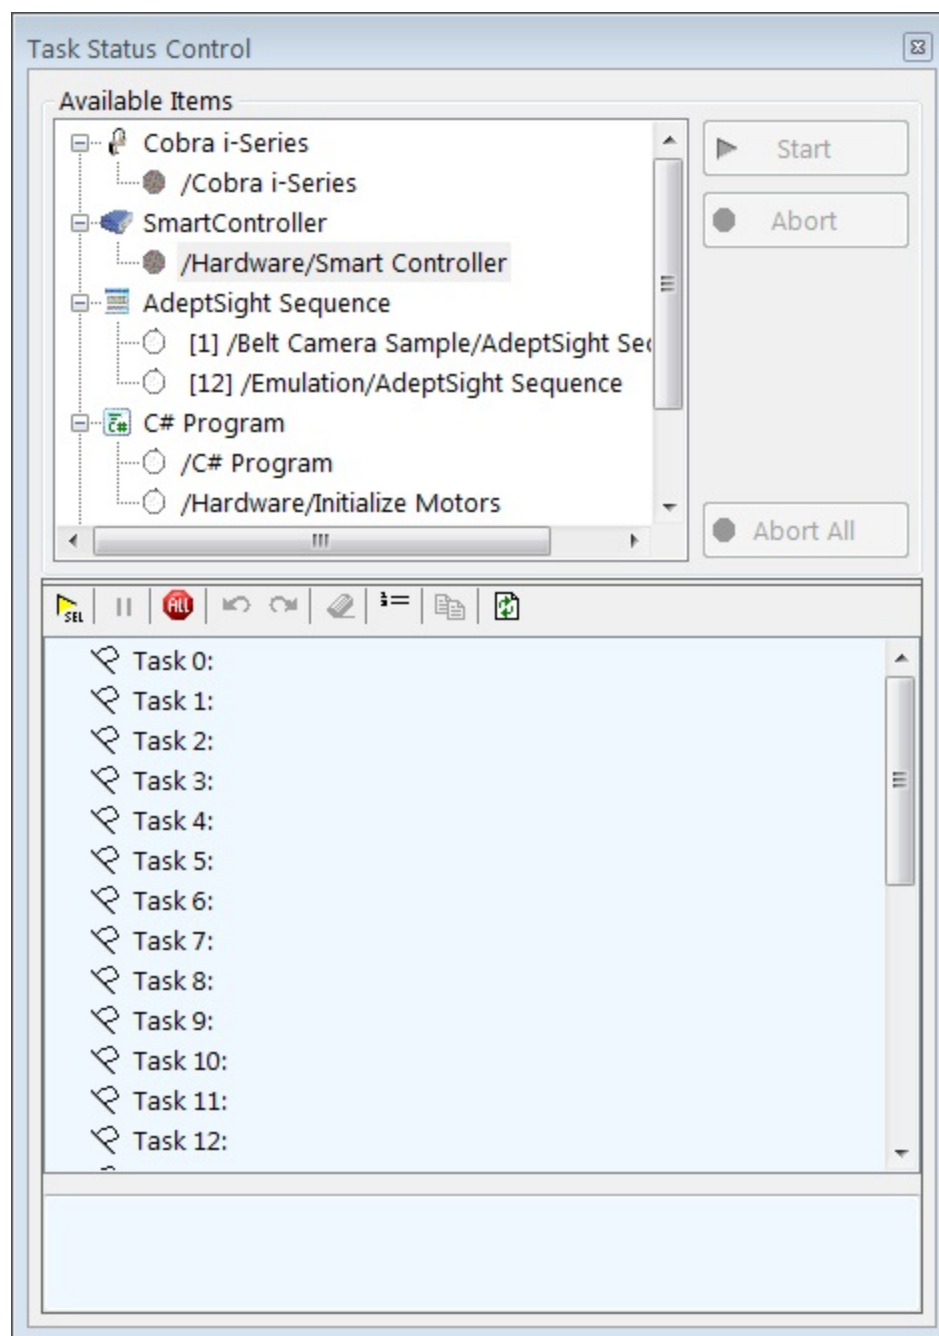 Task Status Control
Available Items
Cobra i-Series
/Cobra i-Series
SmartController
/Hardware/Smart Controller
AdeptSight Sequence
[1] /Belt Camera Sample/AdeptSight
[12] /Emulation/AdeptSight Sequence
C# Program
/C# Program
/Hardware/Initialize Motors
Start
Abort
Abort All
SEL
ALL
Task 0:
Task 1:
Task 2:
Task 3:
Task 4:
Task 5:
Task 6:
Task 7:
Task 8:
Task 9:
Task 10:
Task 11:
Task 12: